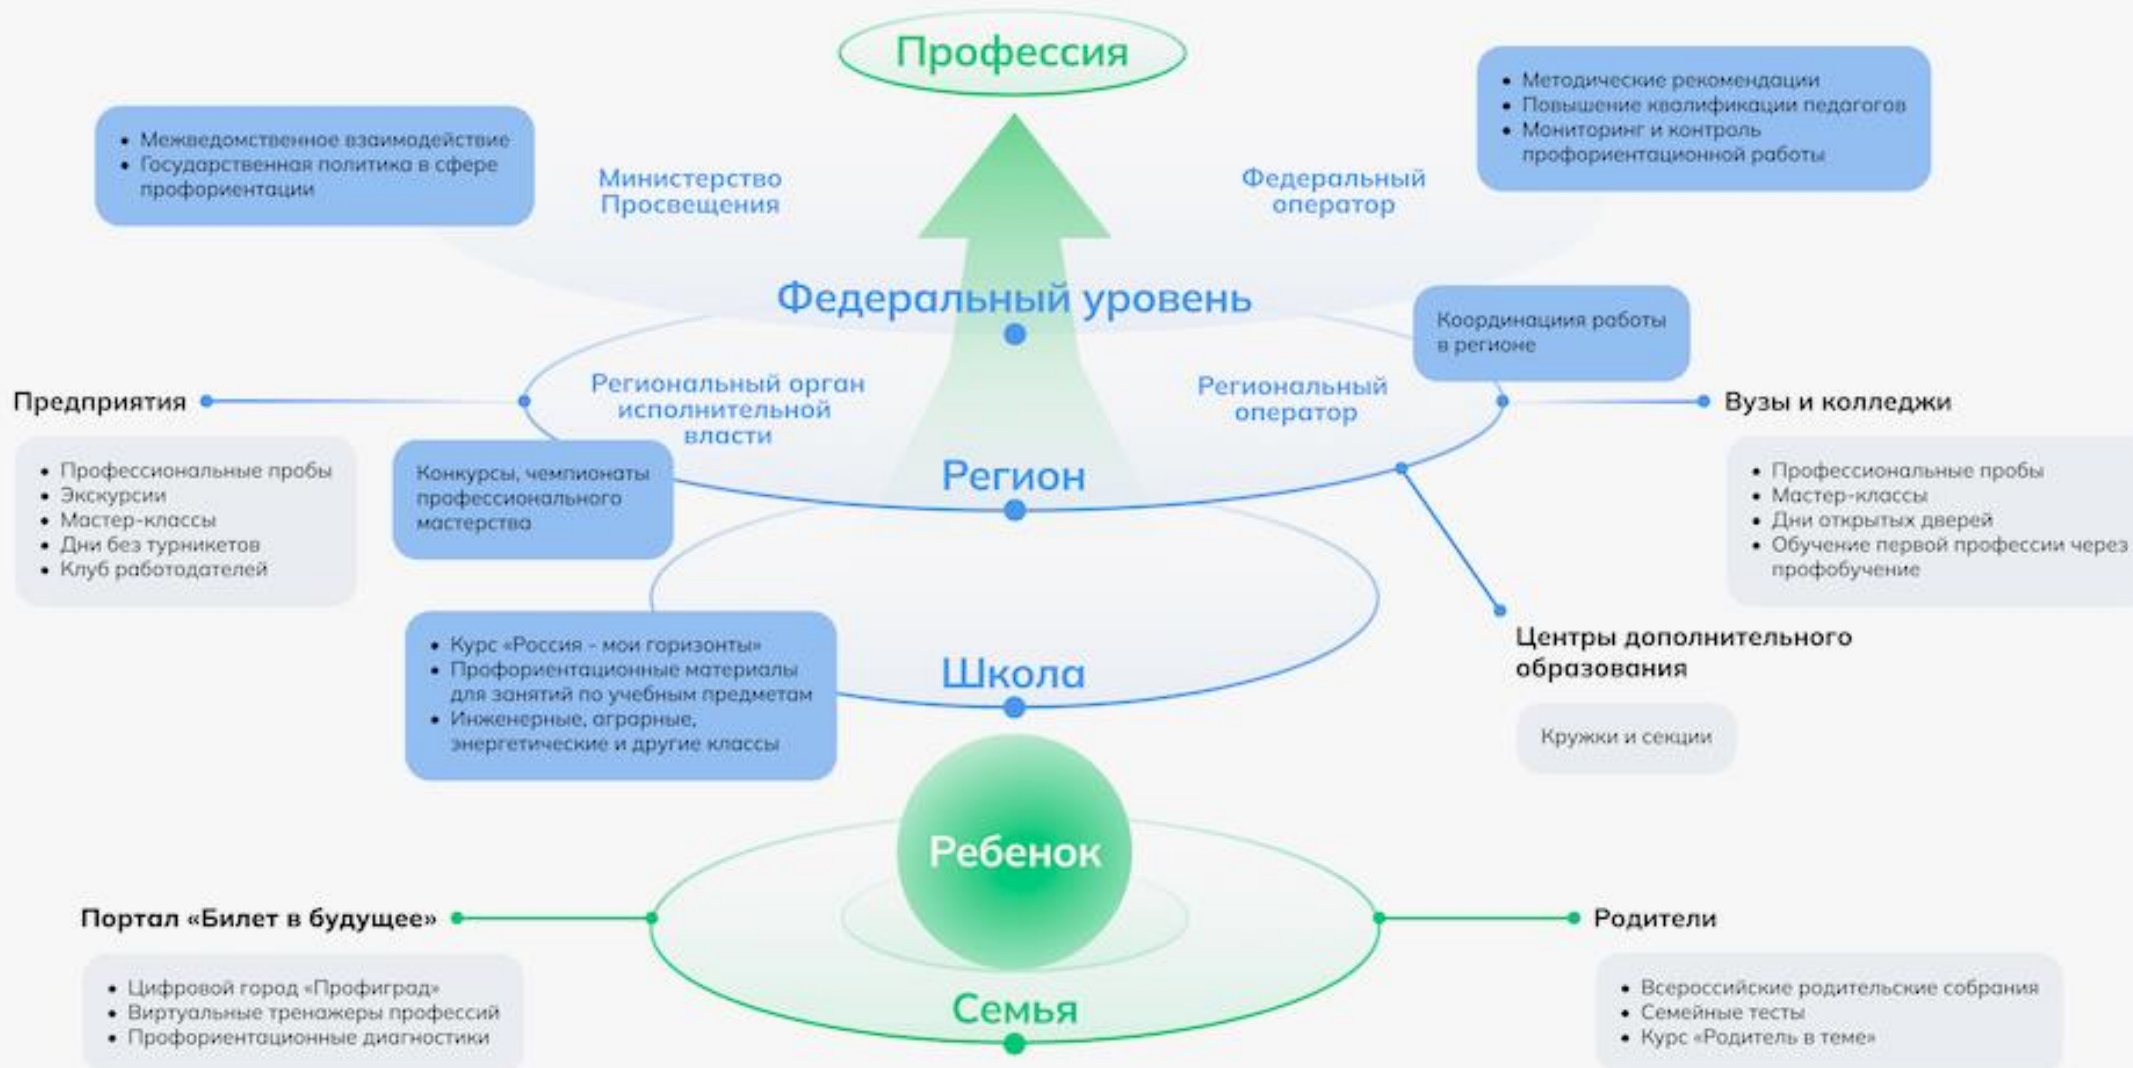 Профессия
• Межведомственное взаимодействие
• Государственная политика в сфере
профориентации
Министерство
Просвещения
Федеральный
оператор
• Методические рекомендации
• Повышение квалификации педагогов
• Мониторинг и контроль
профориентационной работы
Федеральный уровень
Координациия работы
в регионе
Региональный орган
исполнительной
власти
Региональный
оператор
Предприятия
• Профессиональные пробы
• Экскурсии
• Мастер-классы
• Дни без турникетов
• Клуб работодателей
Конкурсы, чемпионаты
профессионального
мастерства
Регион
Вузы и колледжи
• Профессиональные пробы
• Мастер-классы
• Дни открытых дверей
• Обучение первой профессии через
профобучение
• Курс «Россия - мои горизонты»
• Профориентационные материалы
для занятий по учебным предметам
• Инженерные, аграрные,
энергетические и другие классы
Школа
Центры дополнительного
образования
Кружки и секции
Ребенок
Портал «Билет в будущее»
• Цифровой город «Профиград»
• Виртуальные тренажеры профессий
• Профориентационные диагностики
Семья
Родители
• Всероссийские родительские собрания
• Семейные тесты
• Курс «Родитель в теме»